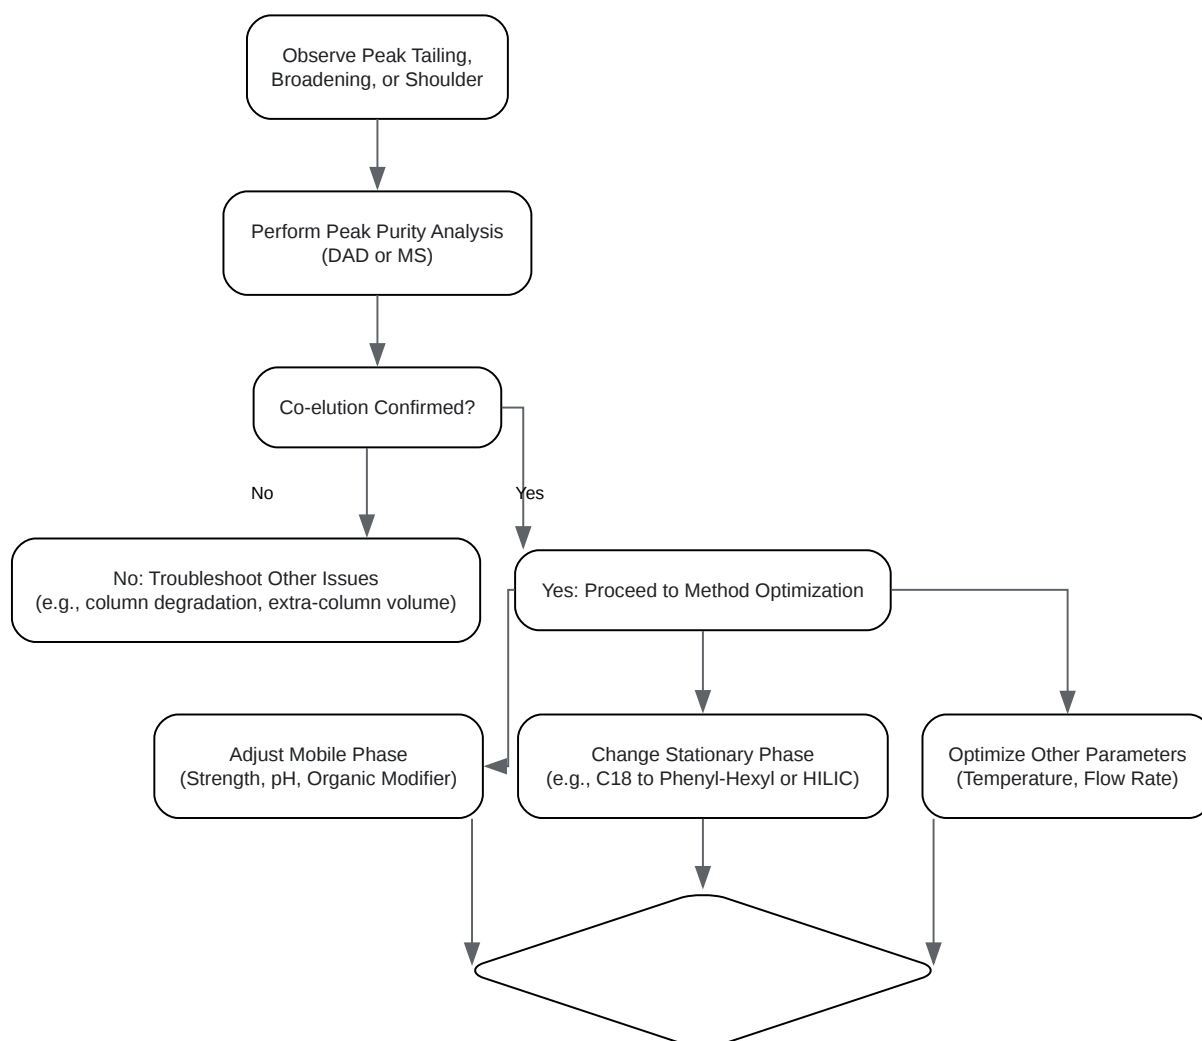 Observe Peak Tailing,
Broadening, or Shoulder
Perform Peak Purity Analysis
(DAD or MS)
Co-elution Confirmed?
No
Yes
No: Troubleshoot Other Issues
(e.g., column degradation, extra-column volume)
Yes: Proceed to Method Optimization
Adjust Mobile Phase
(Strength, pH, Organic Modifier)
Change Stationary Phase
(e.g., C18 to Phenyl-Hexyl or HILIC)
Optimize Other Parameters
(Temperature, Flow Rate)